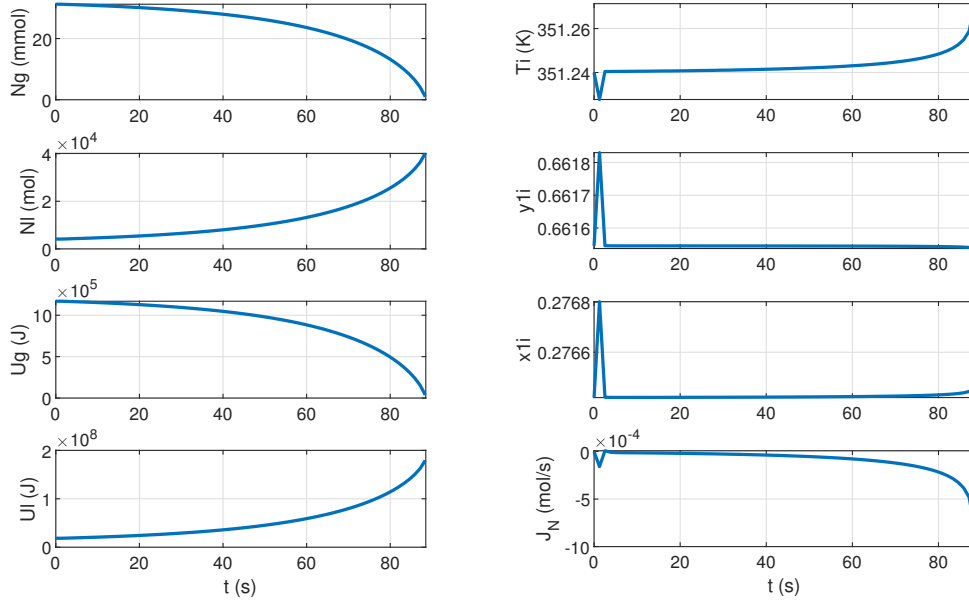 Ng (mmol)
20
0
0 20 40 60 80
×10^4
Nl (mol)
4
2
0
0 20 40 60 80
×10^5
Ug (J)
10
5
0
0 20 40 60 80
×10^8
Ul (J)
2
1
0
0 20 40 60 80
t (s)
Ti (K)
351.26
351.24
0 20 40 60 80
y1i
0.6618
0.6617
0.6616
0 20 40 60 80
x1i
0.2768
0.2766
0 20 40 60 80
×10^-4
J_N (mol/s)
0
-5
-10
0 20 40 60 80
t (s)